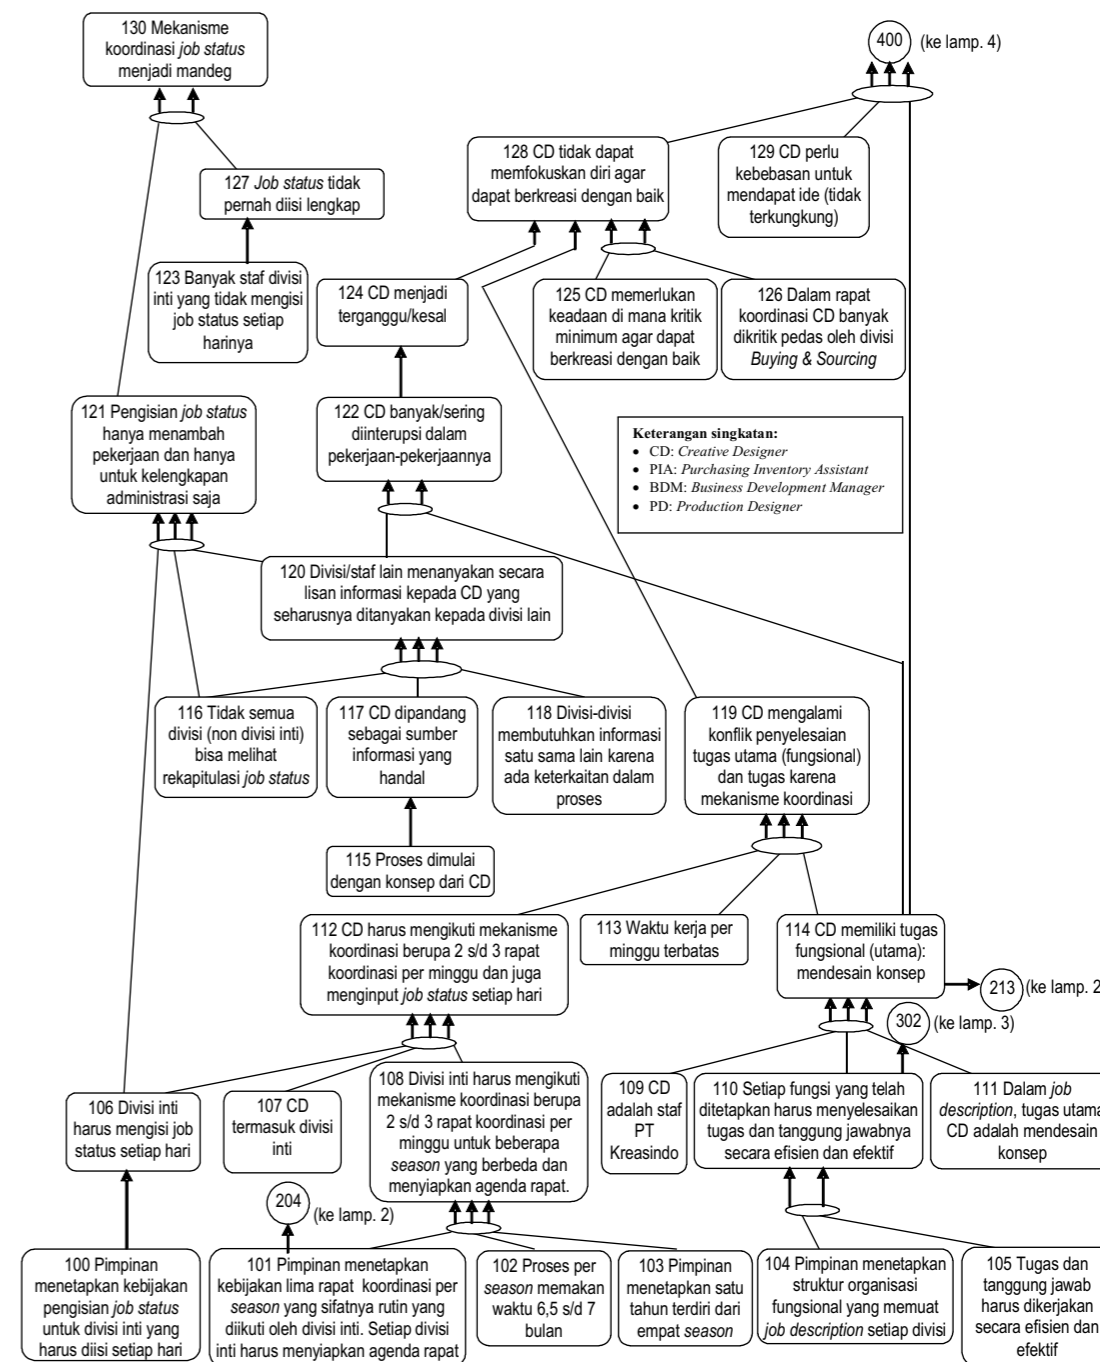 130 Mekanisme
koordinasi job status
menjadi mandeg
400
(ke lamp. 4)
128 CD tidak dapat
memfokuskan diri agar
dapat berkreasi dengan baik
129 CD perlu
kebebasan untuk
mendapat ide (tidak
terkungkung)
127 Job status tidak
pernah diisi lengkap
123 Banyak staf divisi
inti yang tidak mengisi
job status setiap
harinya
124 CD menjadi
terganggu/kesal
125 CD memerlukan
keadaan di mana kritik
minimum agar dapat
berkreasi dengan baik
126 Dalam rapat
koordinasi CD banyak
dikritik pedas oleh divisi
Buying & Sourcing
121 Pengisian job status
hanya menambah
pekerjaan dan hanya
untuk kelengkapan
administrasi saja
122 CD banyak/sering
diinterupsi dalam
pekerjaan-pekerjaannya
Keterangan singkatan:
• CD: Creative Designer
• PIA: Purchasing Inventory Assistant
• BDM: Business Development Manager
• PD: Production Designer
120 Divisi/staf lain menanyakan secara
lisan informasi kepada CD yang
seharusnya ditanyakan kepada divisi lain
116 Tidak semua
divisi (non divisi inti)
bisa melihat
rekapitulasi job status
117 CD dipandang
sebagai sumber
informasi yang
handal
118 Divisi-divisi
membutuhkan informasi
satu sama lain karena
ada keterkaitan dalam
proses
119 CD mengalami
konflik penyelesaian
tugas utama (fungsional)
dan tugas karena
mekanisme koordinasi
115 Proses dimulai
dengan konsep dari CD
112 CD harus mengikuti mekanisme
koordinasi berupa 2 s/d 3 rapat
koordinasi per minggu dan juga
menginput job status setiap hari
113 Waktu kerja per
minggu terbatas
114 CD memiliki tugas
fungsional (utama):
mendesain konsep
213
(ke lamp. 2
302
(ke lamp. 3)
106 Divisi inti
harus mengisi job
status setiap hari
107 CD
termasuk divisi
inti
108 Divisi inti harus mengikuti
mekanisme koordinasi berupa
2 s/d 3 rapat koordinasi per
minggu untuk beberapa
season yang berbeda dan
menyiapkan agenda rapat.
109 CD
adalah staf
PT
Kreasindo
110 Setiap fungsi yang telah
ditetapkan harus menyelesaikan
tugas dan tanggung jawabnya
secara efisien dan efektif
111 Dalam job
description, tugas utama
CD adalah mendesain
konsep
204
(ke lamp. 2)
100 Pimpinan
menetapkan kebijakan
pengisian job status
untuk divisi inti yang
harus diisi setiap hari
101 Pimpinan menetapkan
kebijakan lima rapat koordinasi per
season yang sifatnya rutin yang
diikuti oleh divisi inti. Setiap divisi
inti harus menyiapkan agenda rapat
102 Proses per
season memakan
waktu 6,5 s/d 7
bulan
103 Pimpinan
menetapkan satu
tahun terdiri dari
empat season
104 Pimpinan menetapkan
struktur organisasi
fungsional yang memuat
job description setiap divisi
105 Tugas dan
tanggung jawab
harus dikerjakan
secara efisien dan
efektif